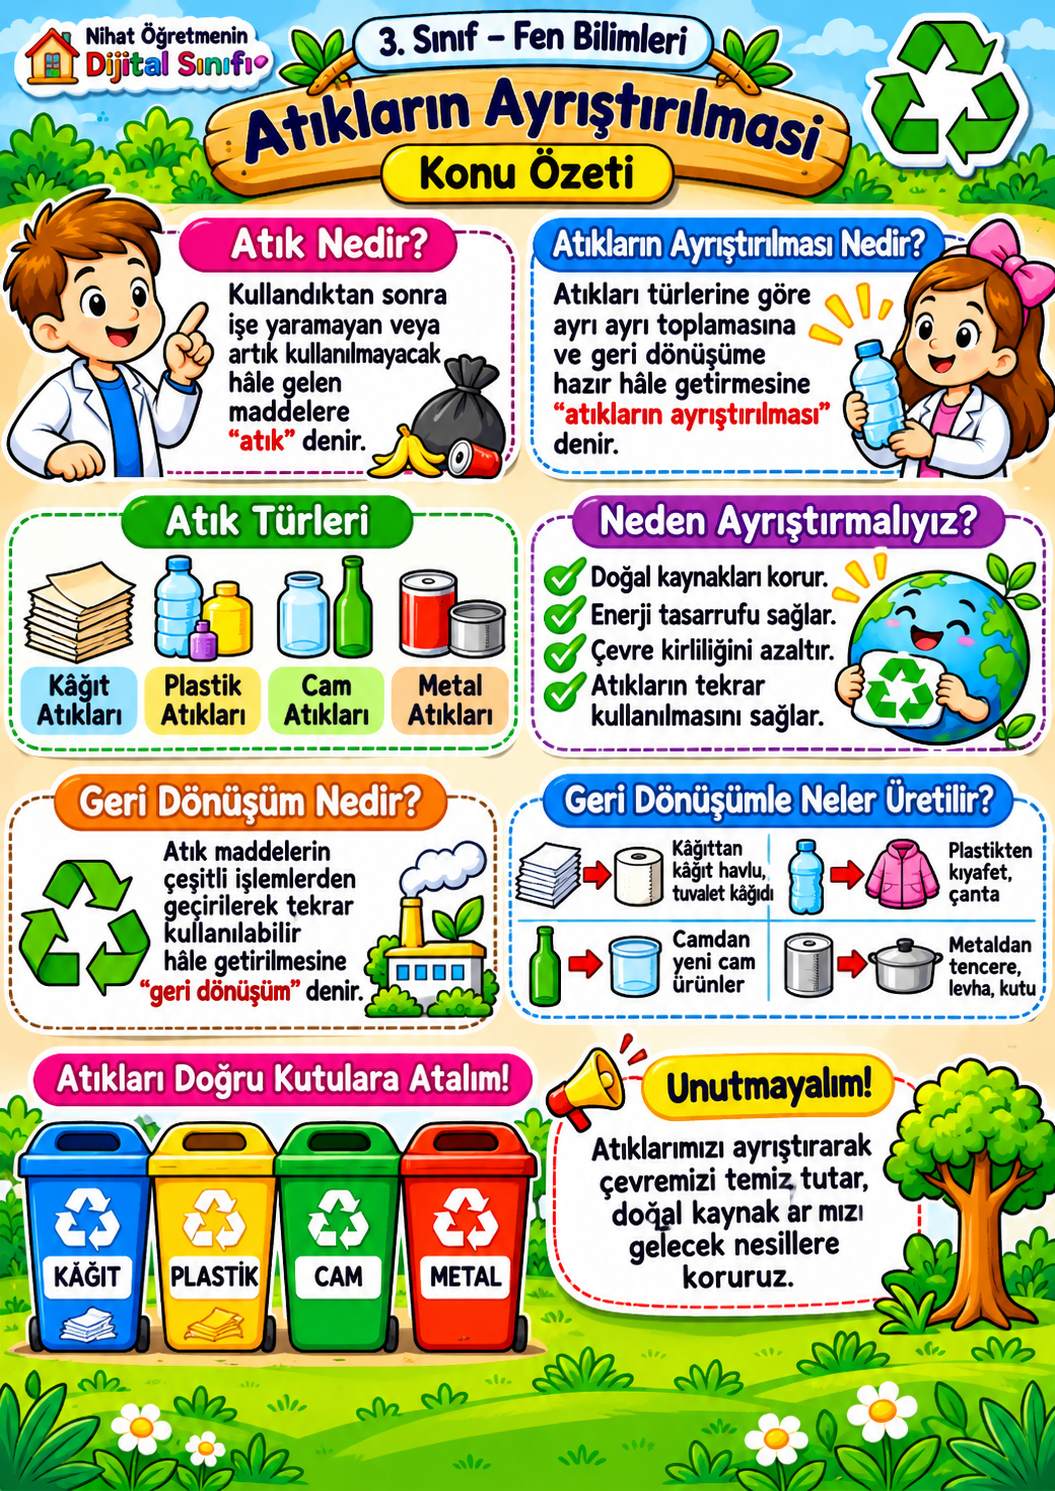 Nihat Öğretmenin
Dijital Sınıfı
3. Sınıf – Fen Bilimleri
Atıkların Ayrıştırılması
Konu Özeti
Atık Nedir?
Kullandıktan sonra
işe yaramayan veya
artık kullanılmayacak
hâle gelen
maddelere
“atık” denir.
Atıkların Ayrıştırılması Nedir?
Atıkları türlerine göre
ayrı ayrı toplamasına
ve geri dönüşüme
hazır hâle getirmesine
“atıkların ayrıştırılması”
denir.
Atık Türleri
Kâğıt
Atıkları
Plastik
Atıkları
Cam
Atıkları
Metal
Atıkları
Neden Ayrıştırmalıyız?
Doğal kaynakları korur.
Enerji tasarrufu sağlar.
Çevre kirliliğini azaltır.
Atıkların tekrar
kullanılmasını sağlar.
Geri Dönüşüm Nedir?
Atık maddelerin
çeşitli işlemlerden
geçirilerek tekrar
kullanılabilir
hâle getirilmesine
“geri dönüşüm” denir.
Geri Dönüşümle Neler Üretilir?
Kâğıttan
kâğıt havlu,
tuvalet kâğıdı
Plastikten
kıyafet,
çanta
Camdan
yeni cam
ürünler
Metaldan
tencere,
levha, kutu
Atıkları Doğru Kutulara Atalım!
KÂĞIT
PLASTİK
CAM
METAL
Unutmayalım!
Atıklarımızı ayrıştırarak
çevremizi temiz tutar,
doğal kaynak ar mızı
gelecek nesillere
koruruz.